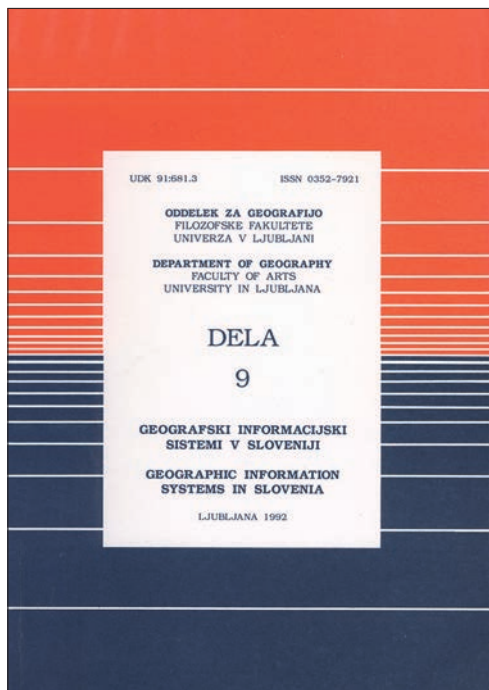 UDK 91:681.3 ISSN 0352-7921
ODDELEK ZA GEOGRAFIJO
FILOZOFSKE FAKULTETE
UNIVERZA V LJUBLJANI
DEPARTMENT OF GEOGRAPHY
FACULTY OF ARTS
UNIVERSITY IN LJUBLJANA
DELA
9
GEOGRAFSKI INFORMACIJSKI
SISTEMI V SLOVENIJI
GEOGRAPHIC INFORMATION
SYSTEMS IN SLOVENIA
LJUBLJANA 1992